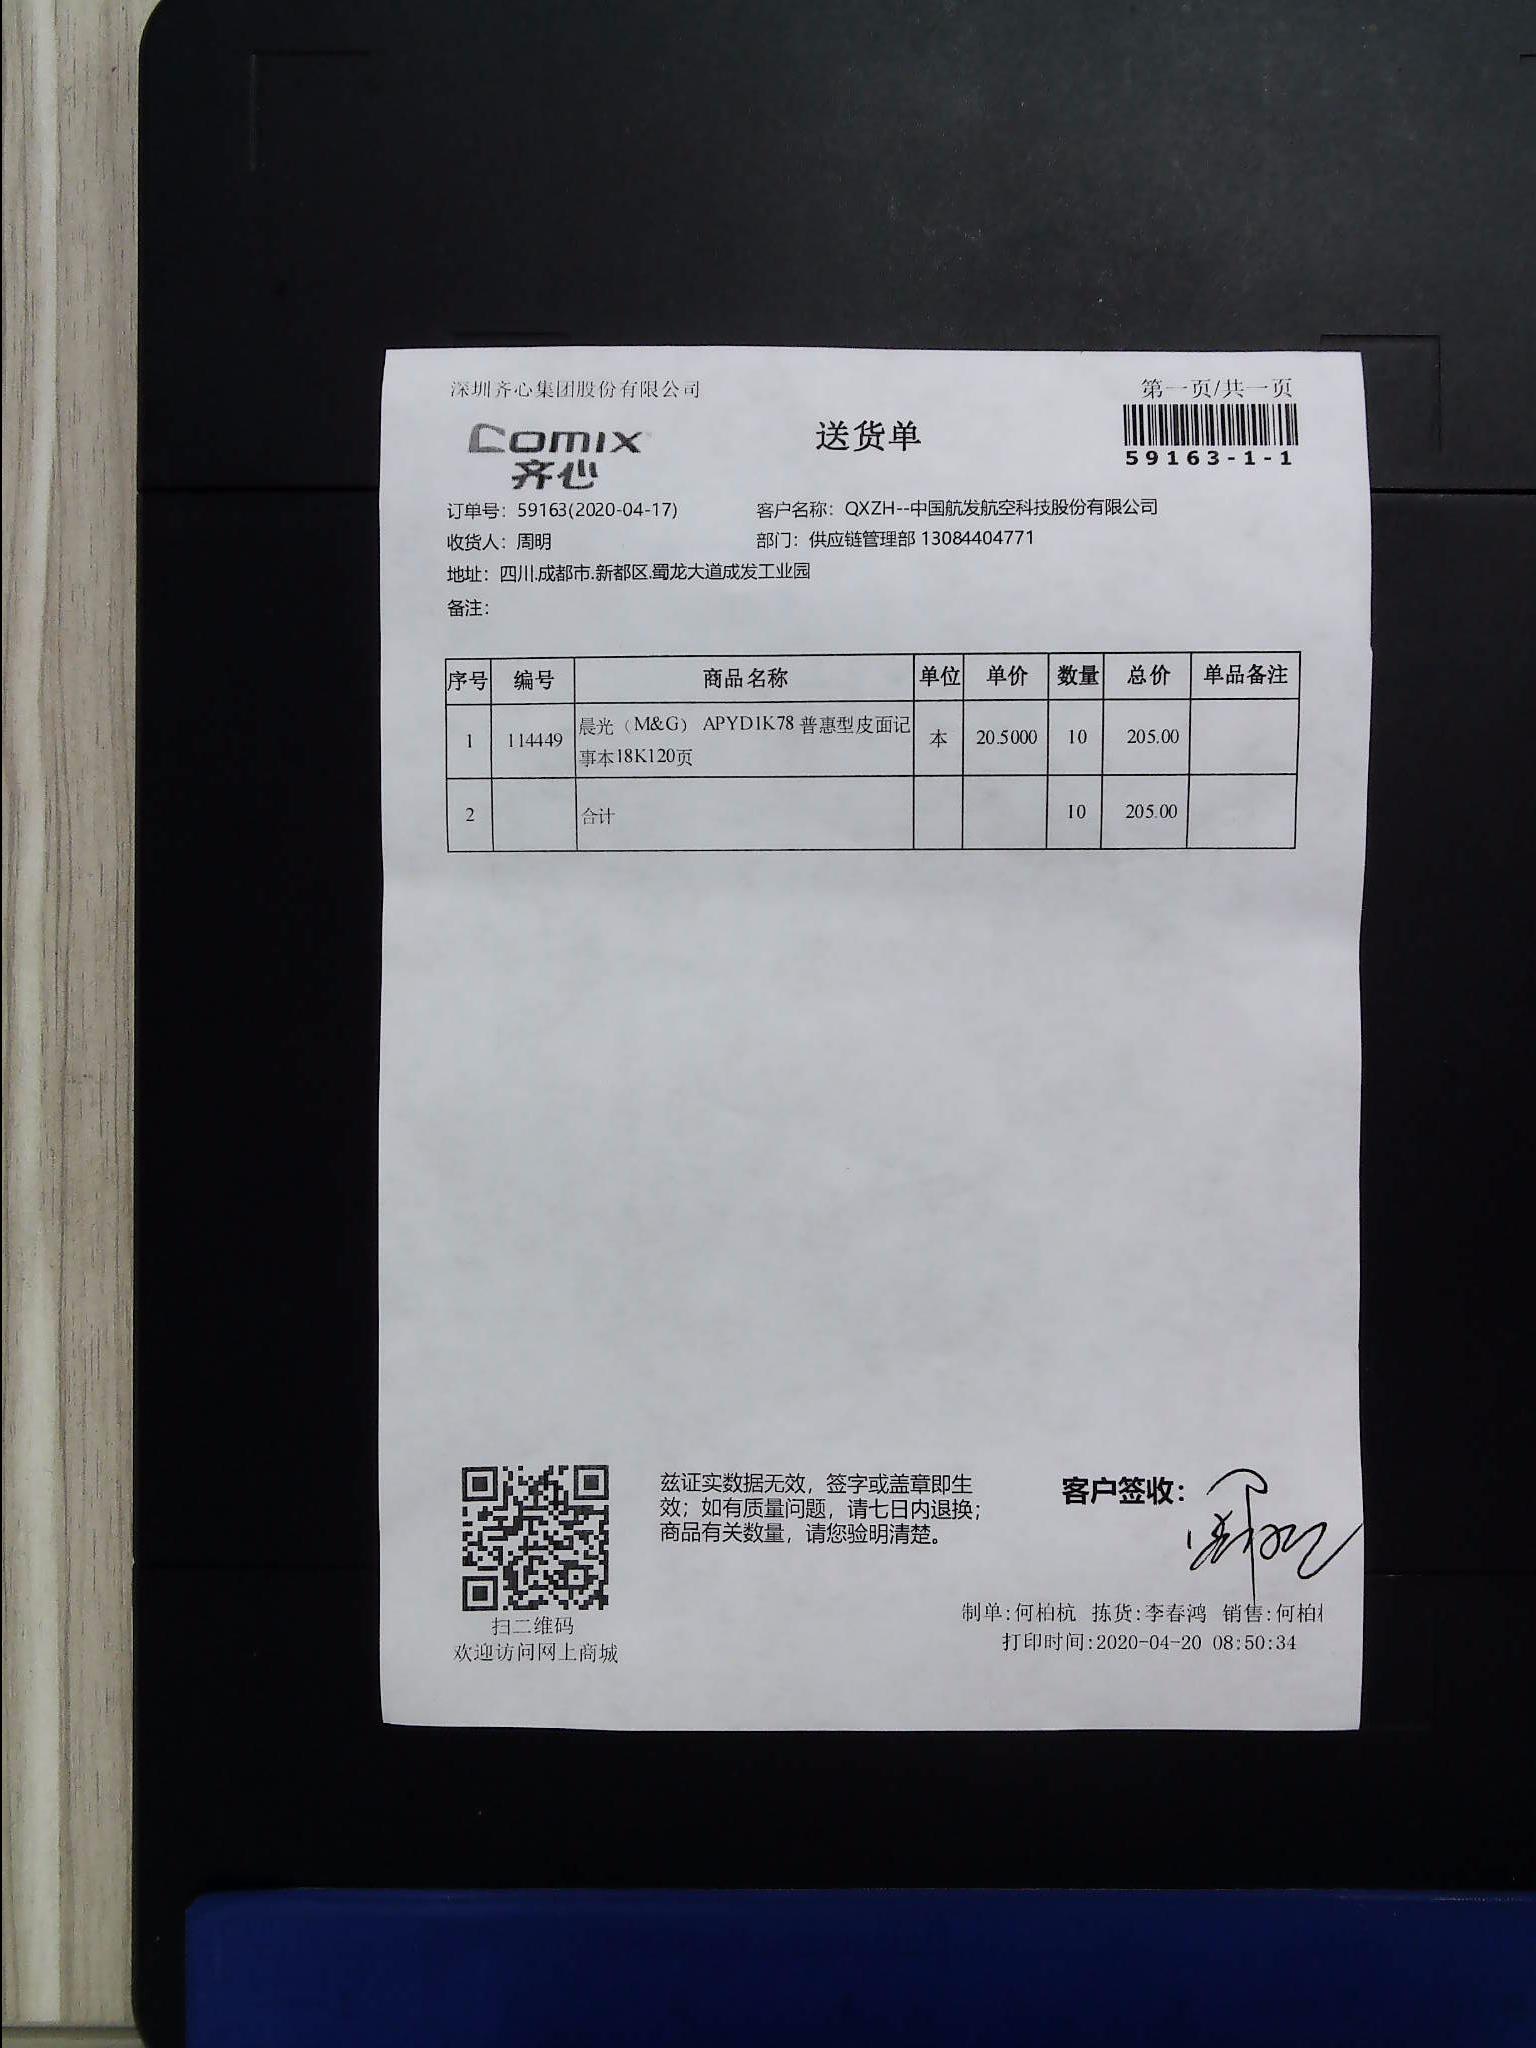 深圳齐心集团股份有限公司
第一页/共一页
comix
齐心
送货单
59163-1-1
订单号：59163(2020-04-17)
客户名称：QXZH--中国航发航空科技股份有限公司
收货人：周明
部门：供应链管理部 13084404771
地址：四川.成都市.新都区.蜀龙大道成发工业园
备注：
序号 编号 商品名称 单位 单价 数量 总价 单品备注
1 114449 晨光（M&G） APYD1K78 普惠型皮面记事本18K120页 本 20.5000 10 205.00
2 合计 10 205.00
兹证实数据无效，签字或盖章即生
效；如有质量问题，请七日内退换；
商品有关数量，请您验明清楚。
客户签收：
扫二维码
欢迎访问网上商城
制单:何柏杭 拣货:李春鸿 销售:何柏
打印时间:2020-04-20 08:50:34